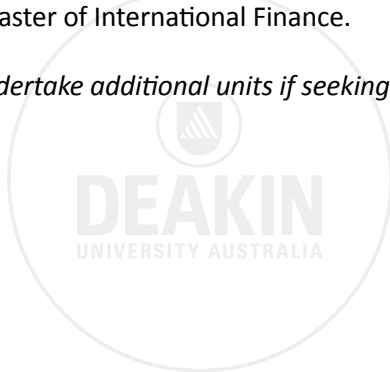 aster of International Finance.
dertake additional units if seeking
DEAKIN
UNIVERSITY AUSTRALIA